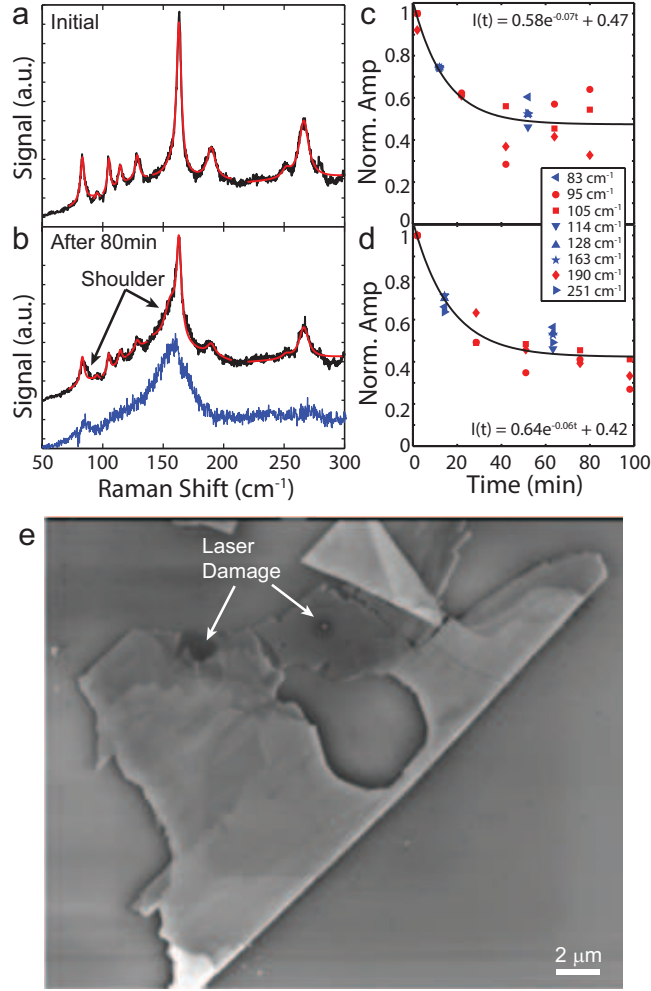 a
Initial
Signal (a.u.)
b
After 80min
Shoulder
Signal (a.u.)
50
100
150
200
250
300
Raman Shift (cm⁻¹)
c
I(t) = 0.58e⁻⁰·⁰⁷ᵗ + 0.47
Norm. Amp
1
0.8
0.6
0.4
0.2
0
83 cm⁻¹
95 cm⁻¹
105 cm⁻¹
114 cm⁻¹
128 cm⁻¹
163 cm⁻¹
190 cm⁻¹
251 cm⁻¹
d
Norm. Amp
1
0.8
0.6
0.4
0.2
0
I(t) = 0.64e⁻⁰·⁰⁶ᵗ + 0.42
0
20
40
60
80
100
Time (min)
e
Laser
Damage
2 μm